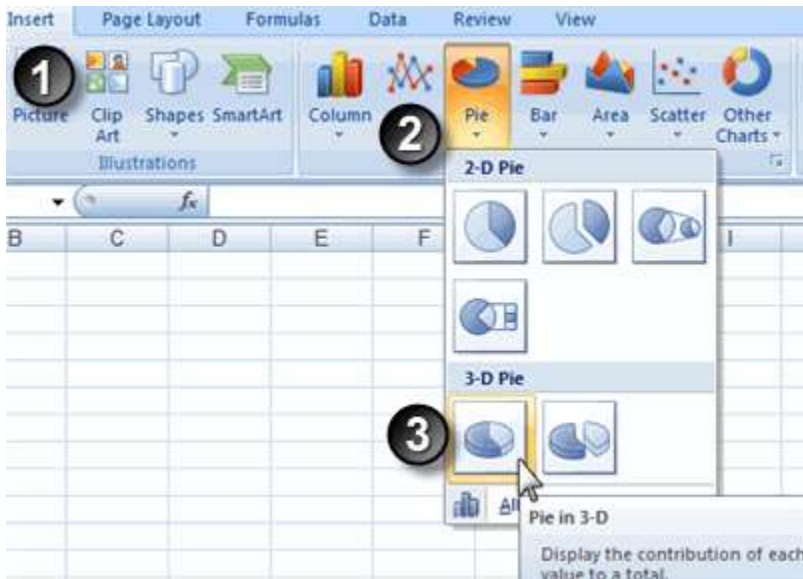 Insert Page Layout Formulas Data Review View
1
Picture Clip Art Shapes SmartArt Column Pie Bar Area Scatter Other Charts
2
Illustrations
2-D Pie
fx
B C D E F I
3-D Pie
3
All
Pie in 3-D
Display the contribution of each
value to a total.